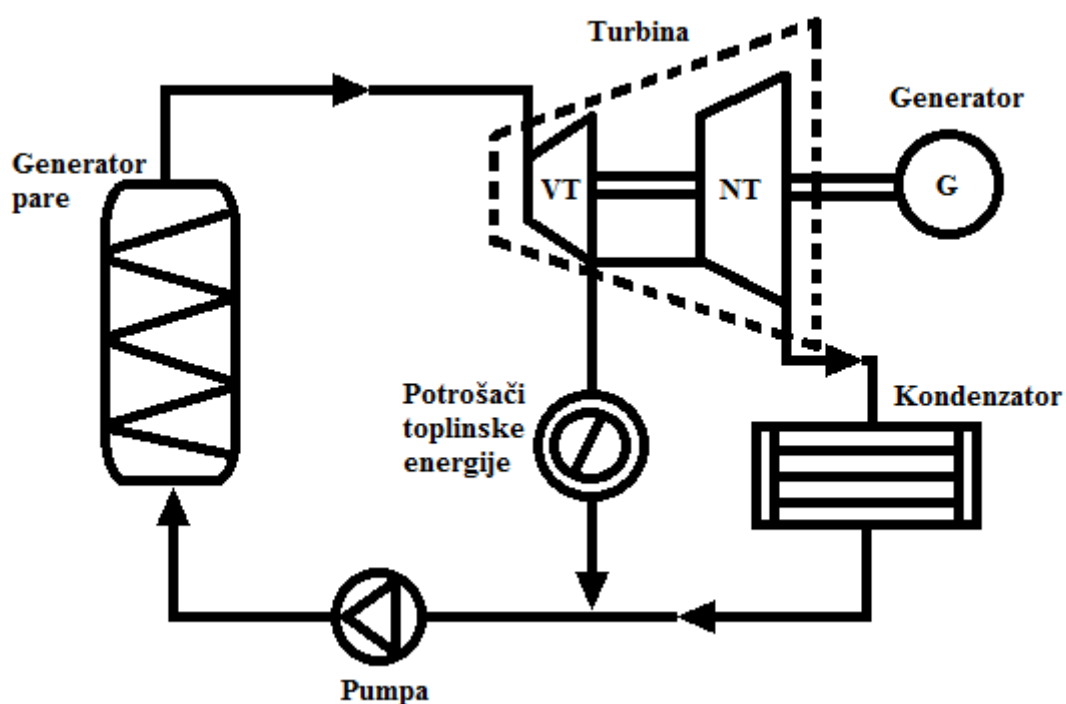 Turbina
Generator
Generator
pare
VT
NT
G
Potrošači
toplinske
energije
Kondenzator
Pumpa